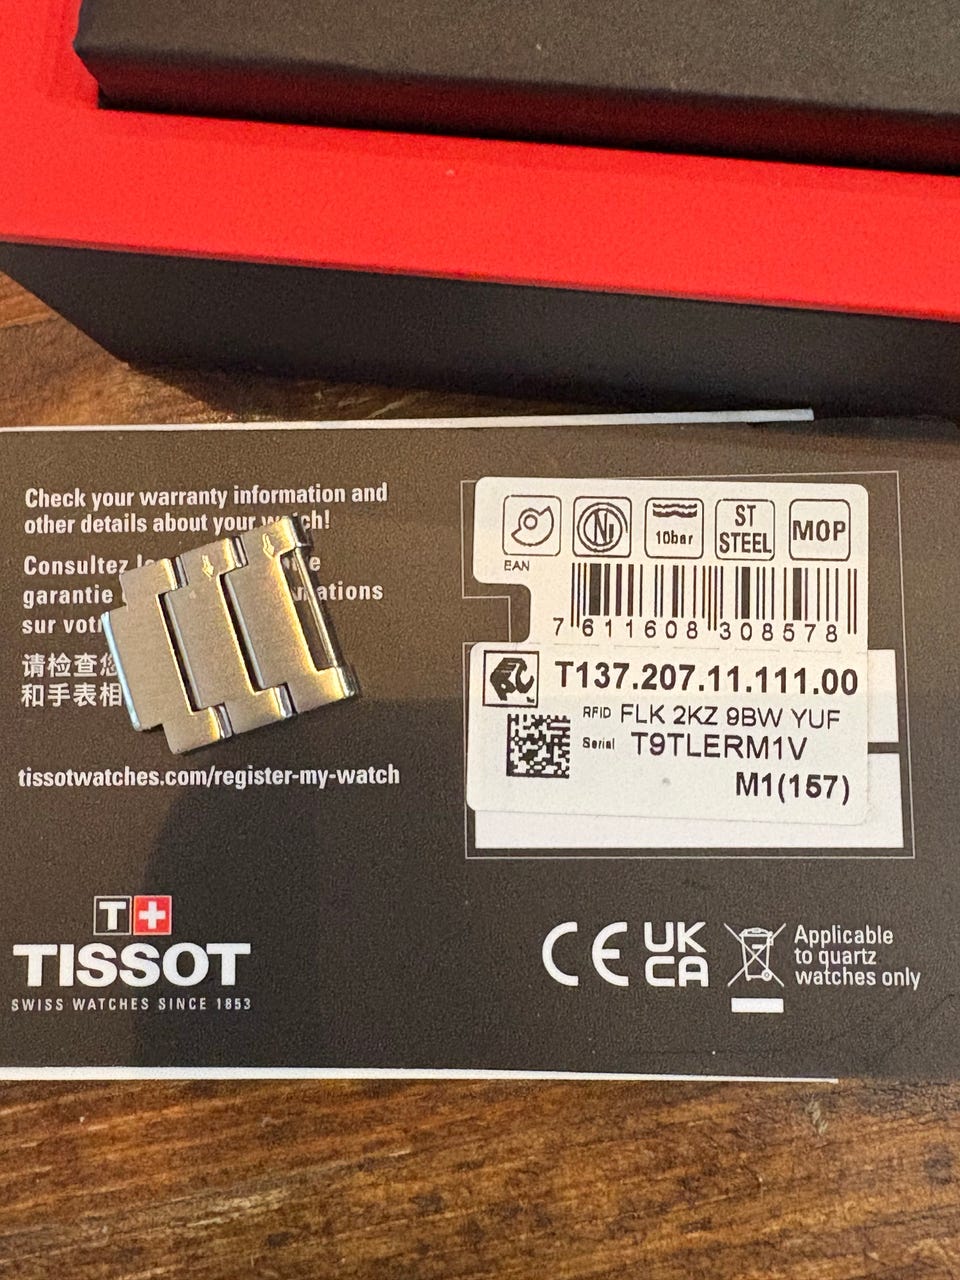 Check your warranty information and
other details about your watch!
Consultez
garantie
sur
请检查您
和手表相
tissotwatches.com/register-my-watch
T+
TISSOT
SWISS WATCHES SINCE 1853
10bar
ST
STEEL
MOP
EAN
7 611608 308578
T137.207.11.111.00
RFID FLK 2KZ 9BW YUF
Serial T9TLERM1V
M1(157)
CE
UK
CA
Applicable
to quartz
watches only